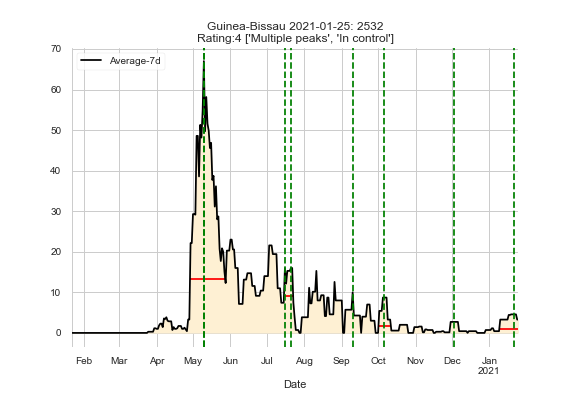 Guinea-Bissau 2021-01-25: 2532
Rating:4 ['Multiple peaks', 'In control']
Average-7d
70
60
50
40
30
20
10
0
Feb Mar Apr May Jun Jul Aug Sep Oct Nov Dec Jan
2021
Date